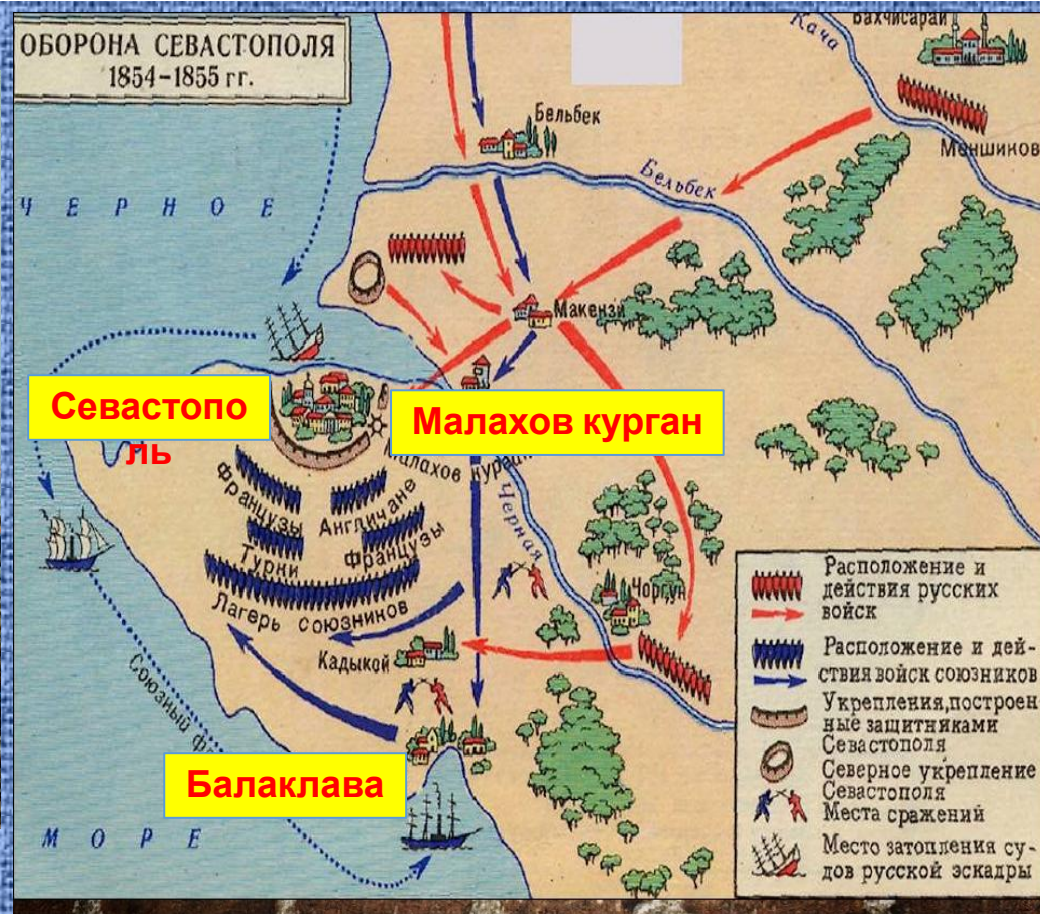 ОБОРОНА СЕВАСТОПОЛЯ
1854-1855 гг.
Кача
Бахчисарай
Меншиков
Бельбек
Бельбек
ЧЕРНОЕ
Макензи
Севастопо
ль
Малахов курган
Малахов курган
Французы
Англичане
Черная
Турки
Французы
Лагерь союзников
Чоргун
Кадыкой
Союзный
Балаклава
МОРЕ
Расположение и
действия русских
войск
Расположение и дей-
ствия войск союзников
Укрепления, построен-
ные защитниками
Севастополя
Северное укрепление
Севастополя
Места сражений
Место затопления су-
дов русской эскадры